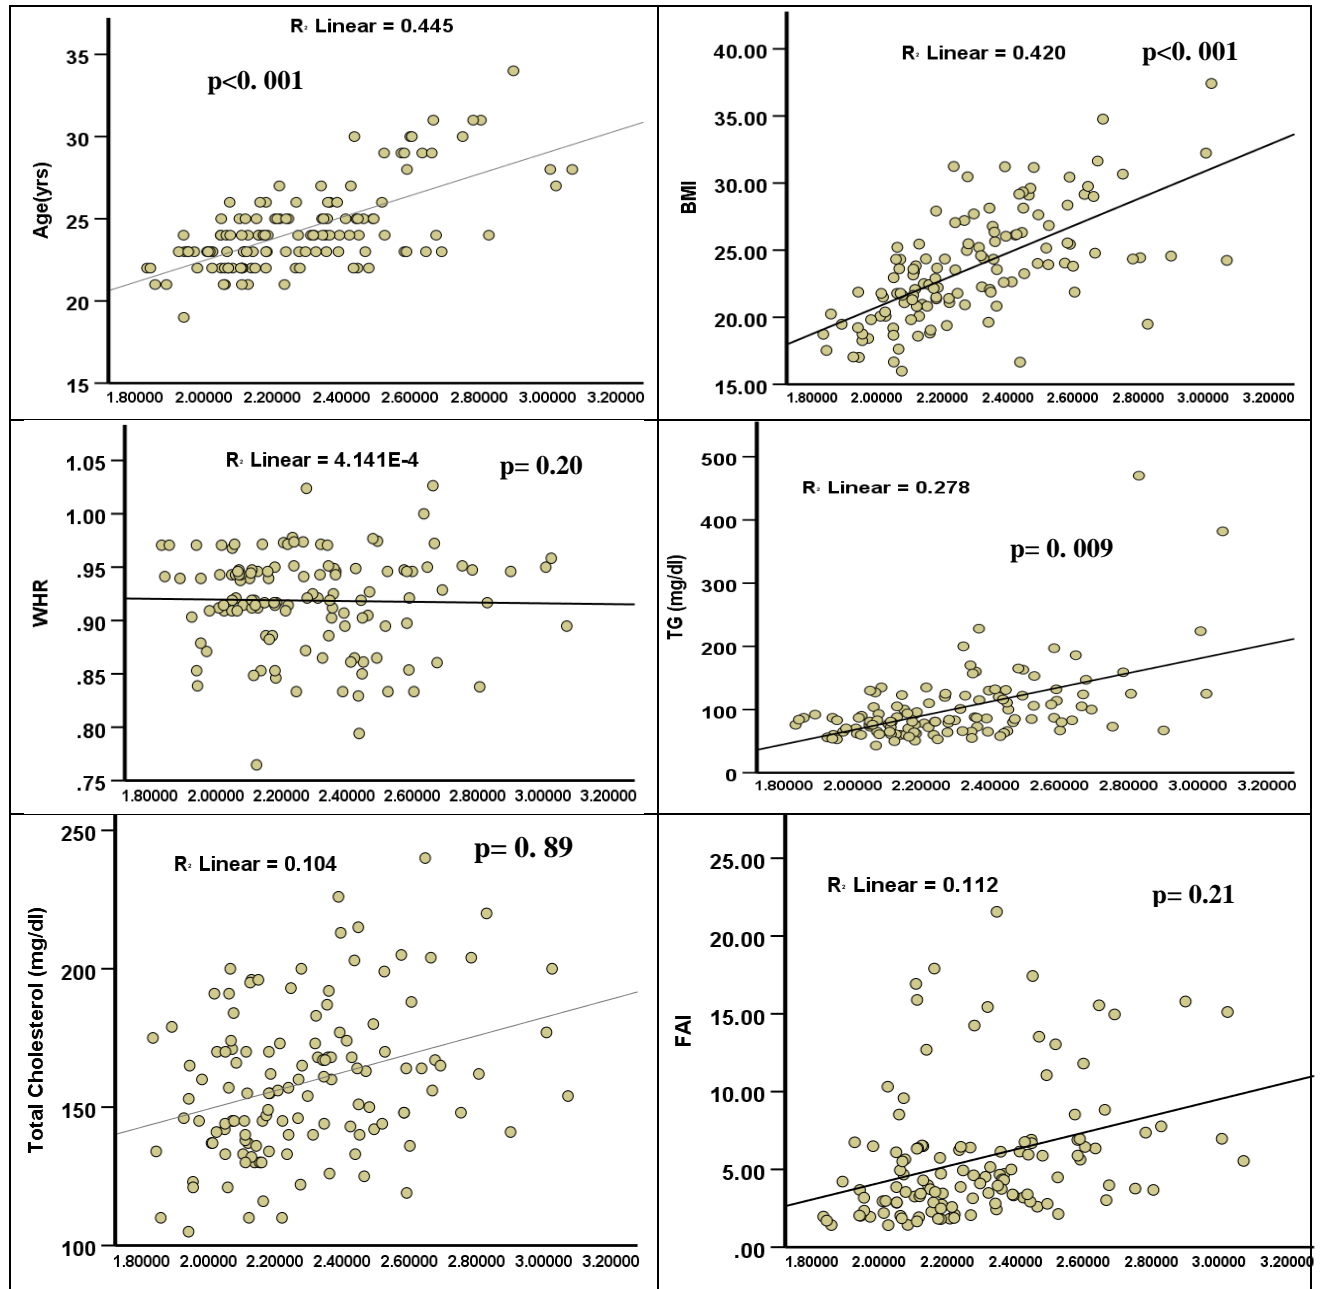 R² Linear = 0.445
p<0. 001
Age(yrs)
35
30
25
20
15
1.80000 2.00000 2.20000 2.40000 2.60000 2.80000 3.00000 3.20000
R² Linear = 0.420
p<0. 001
BMI
40.00
35.00
30.00
25.00
20.00
15.00
1.80000 2.00000 2.20000 2.40000 2.60000 2.80000 3.00000 3.20000
R² Linear = 4.141E-4
p= 0.20
WHR
1.05
1.00
.95
.90
.85
.80
.75
1.80000 2.00000 2.20000 2.40000 2.60000 2.80000 3.00000 3.20000
R² Linear = 0.278
p= 0. 009
TG (mg/dl)
500
400
300
200
100
0
1.80000 2.00000 2.20000 2.40000 2.60000 2.80000 3.00000 3.20000
R² Linear = 0.104
p= 0. 89
Total Cholesterol (mg/dl)
250
200
150
100
1.80000 2.00000 2.20000 2.40000 2.60000 2.80000 3.00000 3.20000
R² Linear = 0.112
p= 0.21
FAI
25.00
20.00
15.00
10.00
5.00
.00
1.80000 2.00000 2.20000 2.40000 2.60000 2.80000 3.00000 3.20000